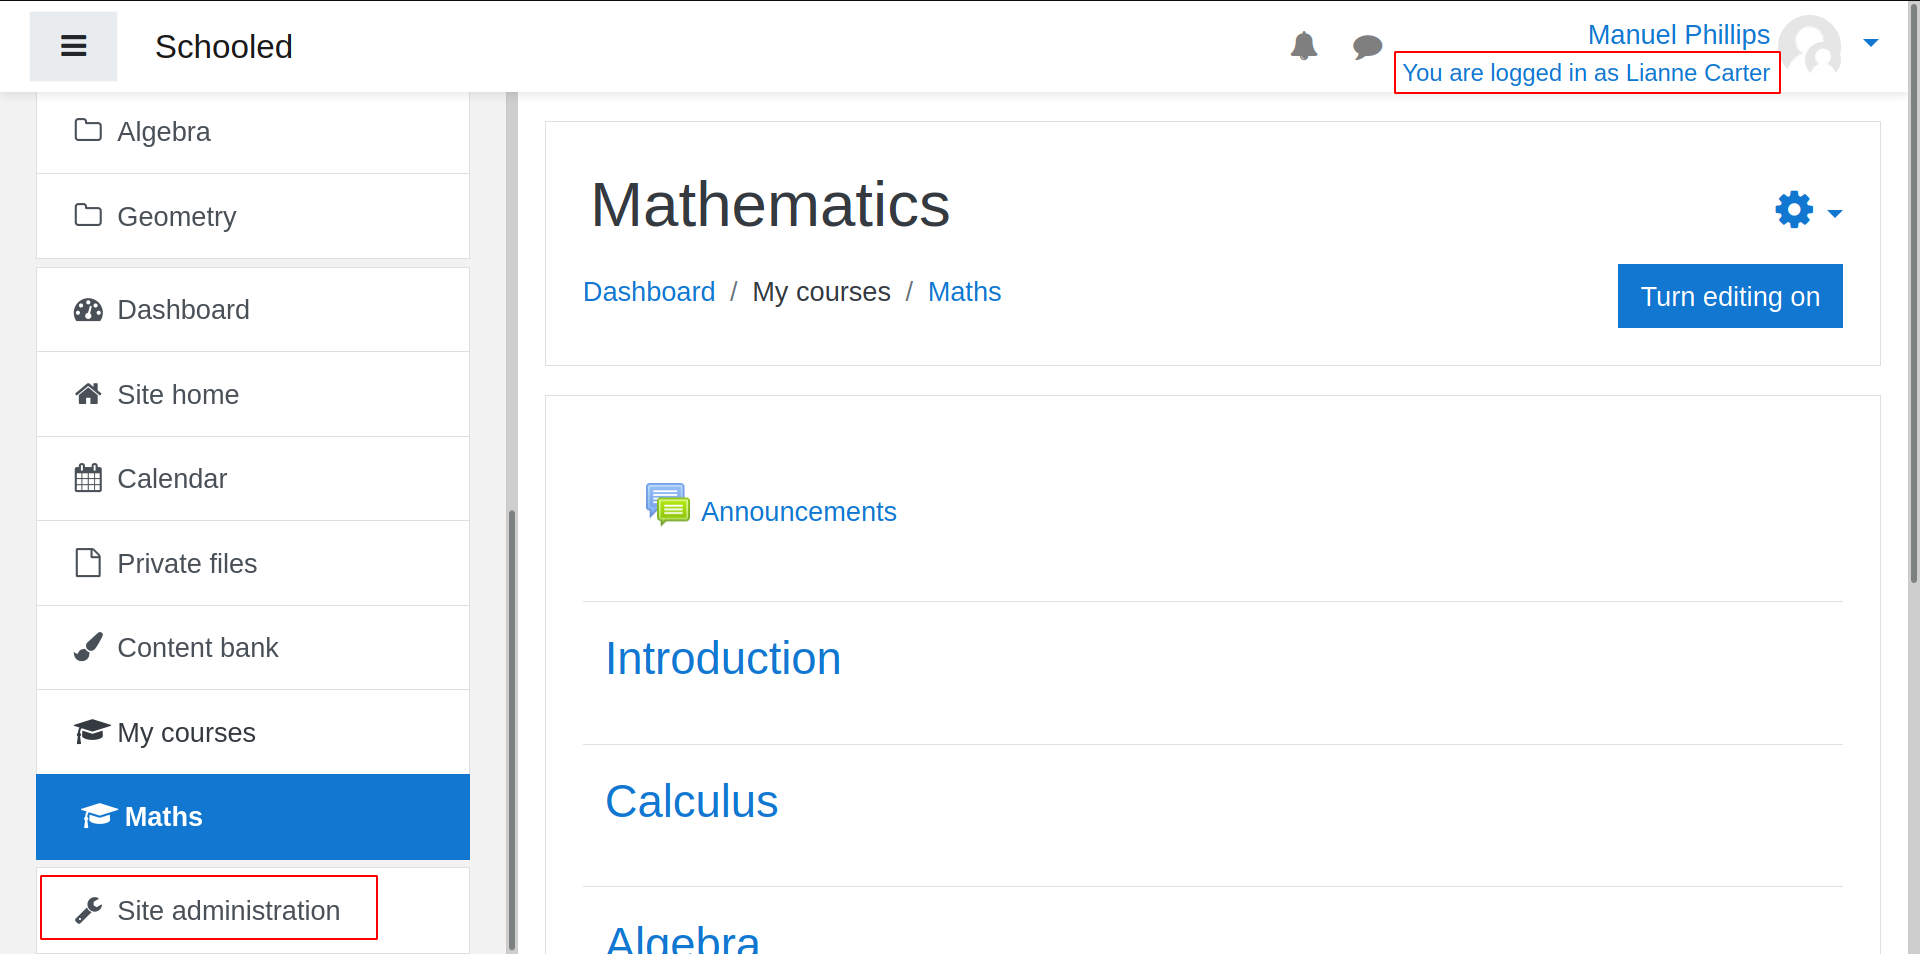 Schooled
Manuel Phillips
You are logged in as Lianne Carter
Algebra
Geometry
Dashboard
Site home
Calendar
Private files
Content bank
My courses
Maths
Site administration
Mathematics
Dashboard / My courses / Maths
Turn editing on
Announcements
Introduction
Calculus
Algebra